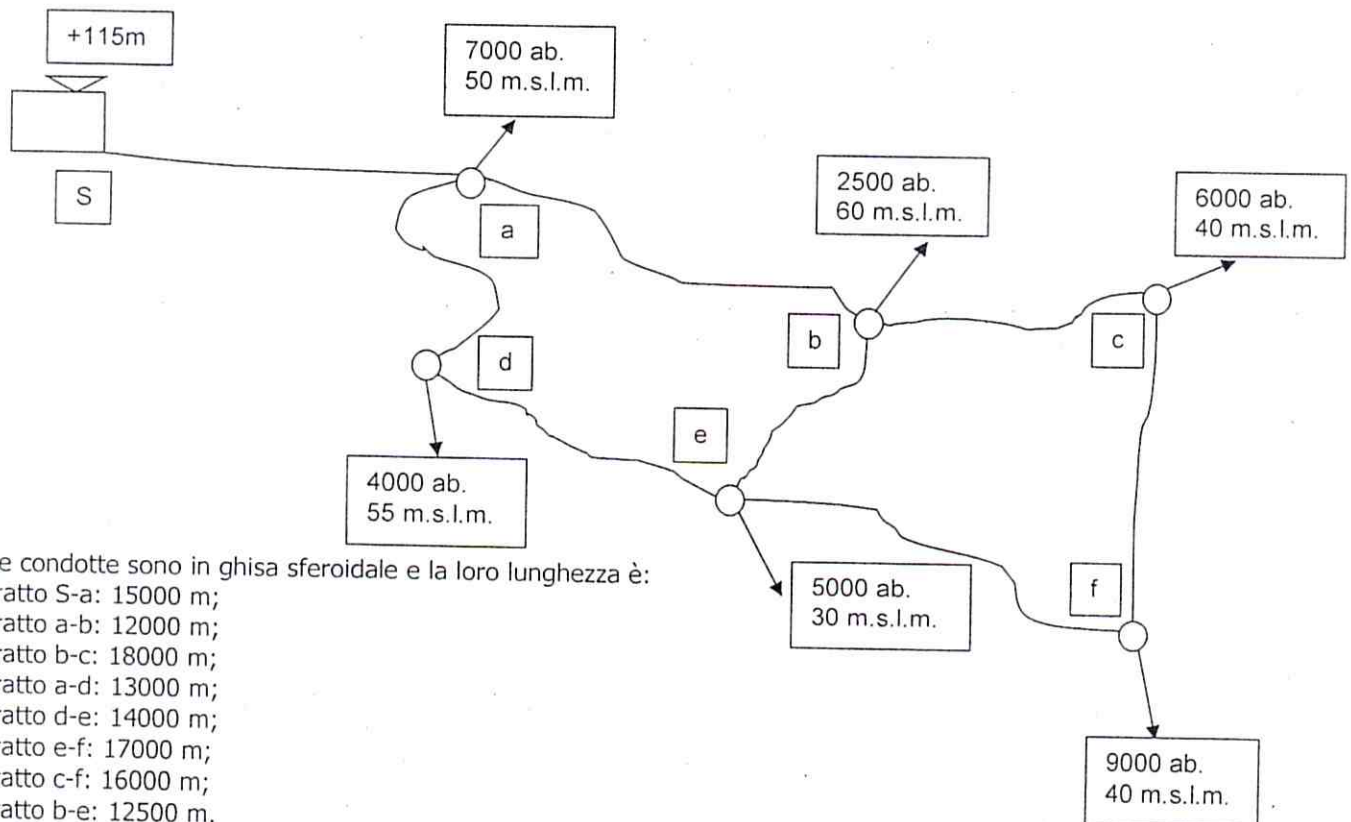 +115m
7000 ab.
50 m.s.l.m.
S
a
2500 ab.
60 m.s.l.m.
6000 ab.
40 m.s.l.m.
b
c
d
e
4000 ab.
55 m.s.l.m.
e condotte sono in ghisa sferoidale e la loro lunghezza è:
ratto S-a: 15000 m;
ratto a-b: 12000 m;
ratto b-c: 18000 m;
ratto a-d: 13000 m;
ratto d-e: 14000 m;
ratto e-f: 17000 m;
ratto c-f: 16000 m;
ratto b-e: 12500 m.
5000 ab.
30 m.s.l.m.
f
9000 ab.
40 m.s.l.m.